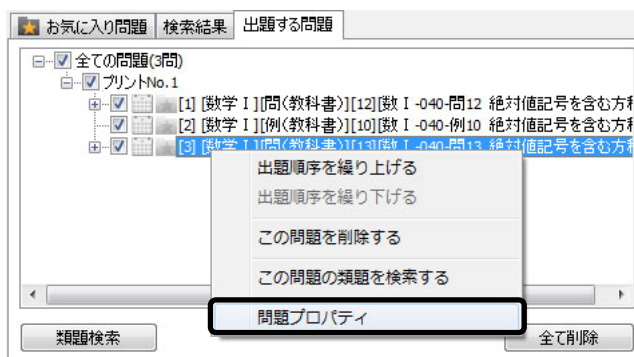 お気に入り問題 検索結果 出題する問題
全ての問題(3問)
プリントNo.1
[1] [数学Ⅰ][問(教科書)][12][数Ⅰ-040-問12 絶対値記号を含む方
[2] [数学Ⅰ][例(教科書)][10][数Ⅰ-040-例10 絶対値記号を含む方
[3] [数学Ⅰ][問(教科書)][13][数Ⅰ-040-問13 絶対値記号を含む方
出題順序を繰り上げる
出題順序を繰り下げる
この問題を削除する
この問題の類題を検索する
問題プロパティ
類題検索 全て削除